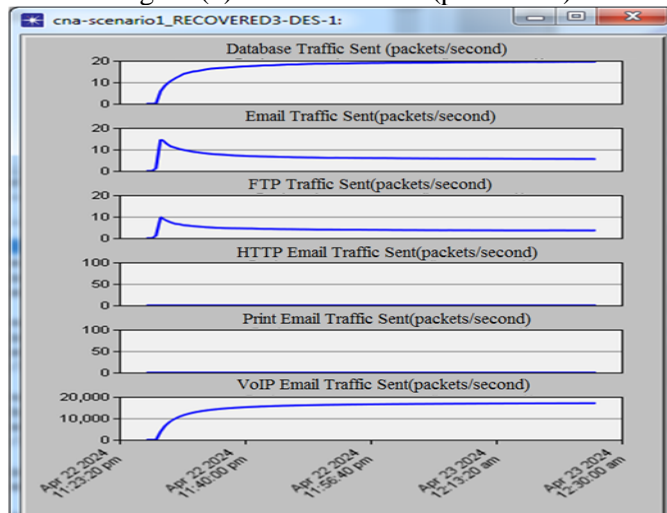 cna-scenario1_RECOVERED3-DES-1:
Database Traffic Sent (packets/second)
20
10
0
Email Traffic Sent(packets/second)
20
10
0
FTP Traffic Sent(packets/second)
20
10
0
HTTP Email Traffic Sent(packets/second)
100
50
0
Print Email Traffic Sent(packets/second)
100
50
0
VoIP Email Traffic Sent(packets/second)
20,000
10,000
0
Apr 22 2024
11:23:20 pm
Apr 22 2024
11:40:00 pm
Apr 22 2024
11:56:40 pm
Apr 23 2024
12:13:20 am
Apr 23 2024
12:30:00 am